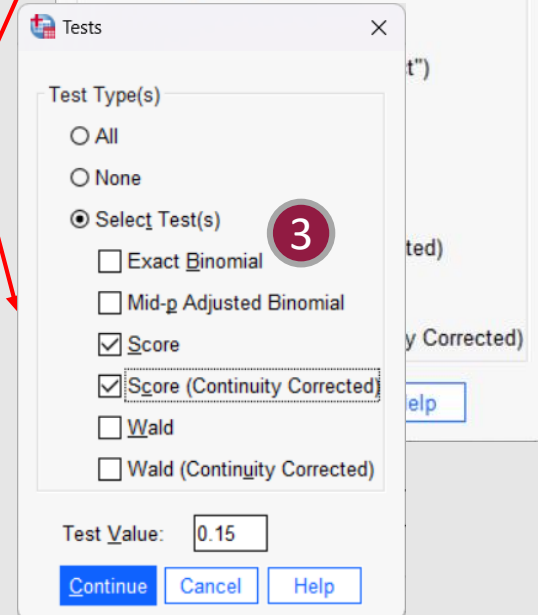 Tests
t")
Test Type(s)
All
None
Select Test(s)
3
Exact Binomial
ted)
Mid-p Adjusted Binomial
Score
y Corrected)
Score (Continuity Corrected)
elp
Wald
Wald (Continuity Corrected)
Test Value: 0.15
Continue Cancel Help